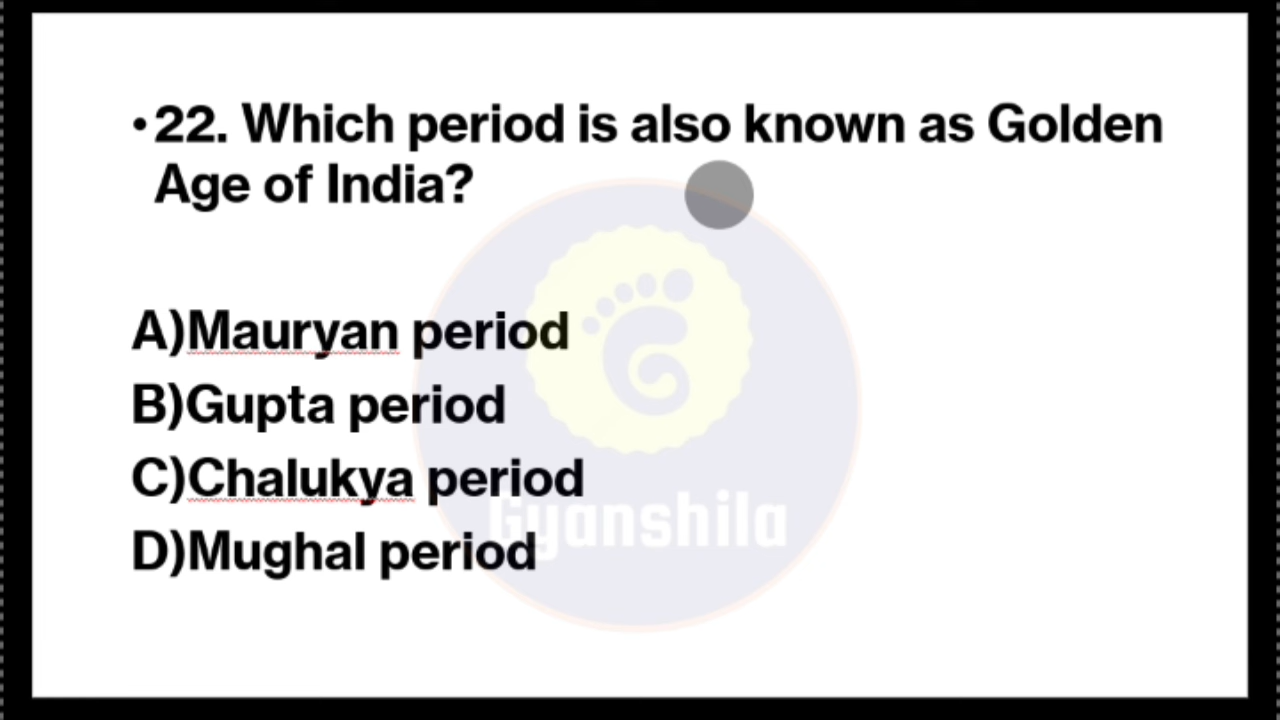 •22. Which period is also known as Golden
Age of India?
A)Mauryan period
B)Gupta period
C)Chalukya period
Gyanshila
D)Mughal period